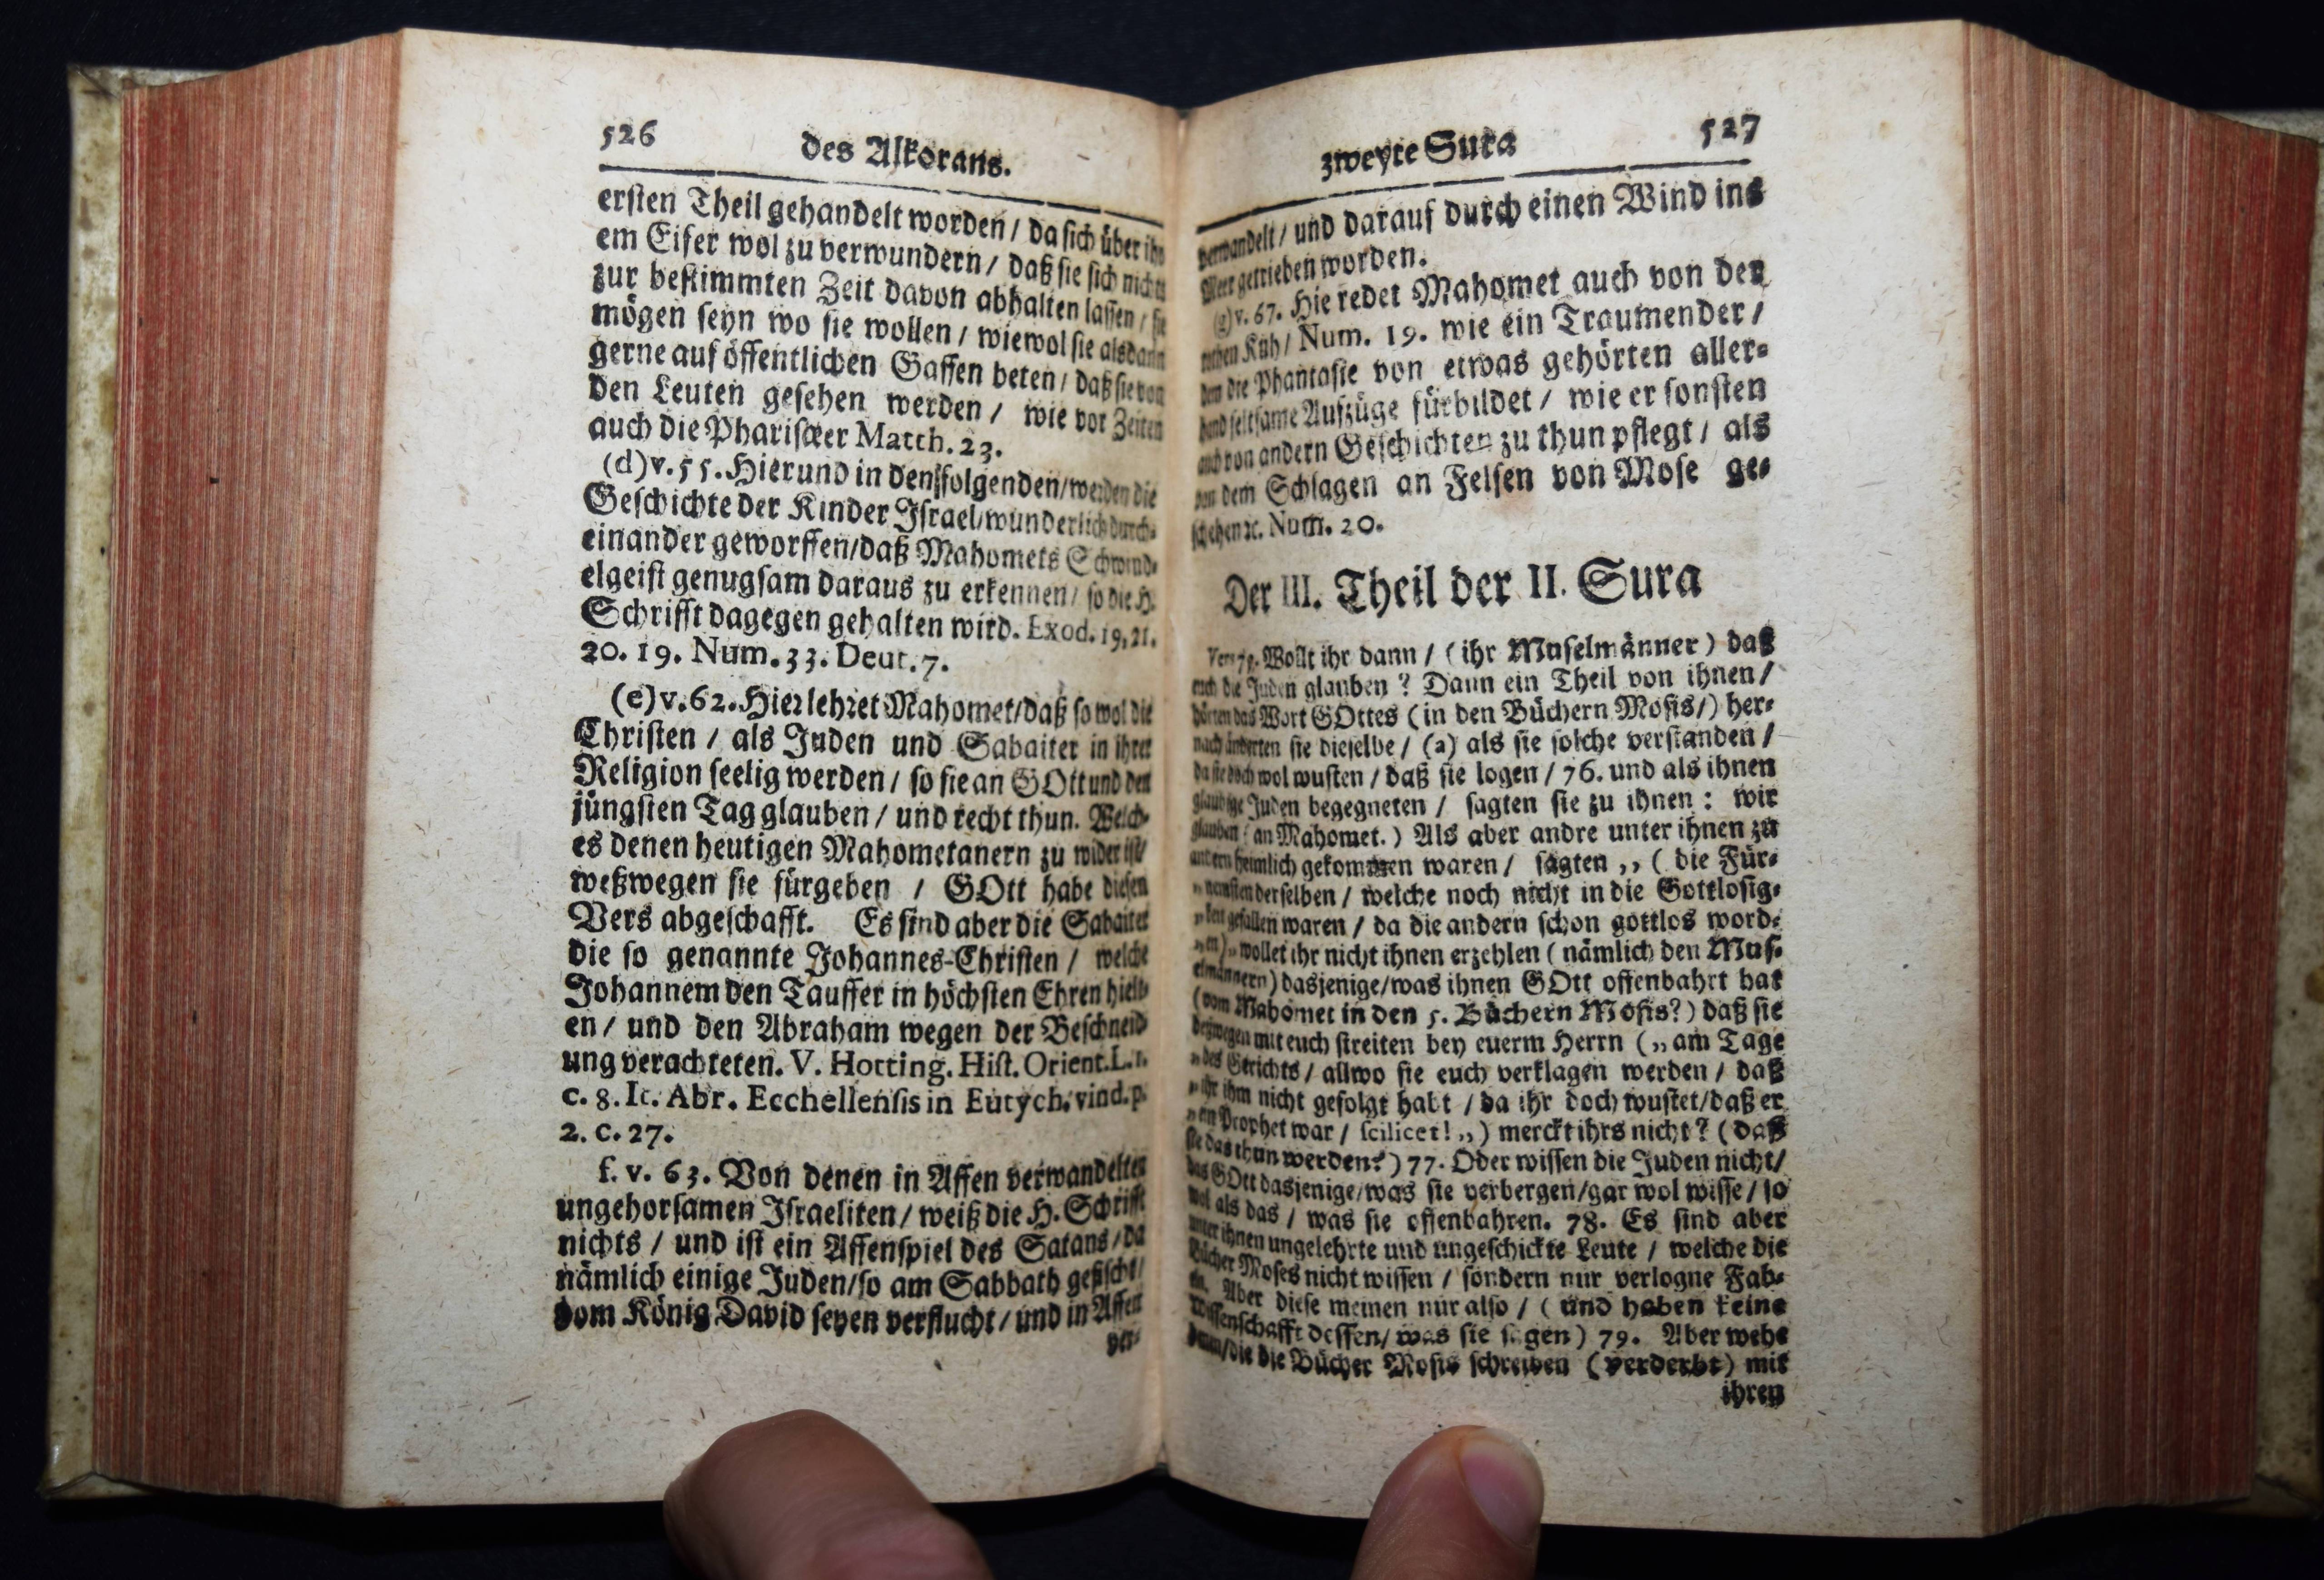 526 des Alkorans.
ersten Theil gehandelt worden / da sich über ihr
em Eifer wol zu verwundern / daß sie sich nichts
zur bestimmten Zeit davon abhalten lassen / sie
mögen seyn wo sie wollen / wiewol sie alsdann
gerne auf öffentlichen Gassen beten / daß sie von
den Leuten gesehen werden / wie vor Zeiten
auch die Pharisæer Matth. 23.
(d) v. 55. Hier und in den folgenden / werden die
Geschichte der Kinder Israel / wunderlich durch-
einander geworffen / daß Mahomets Schwind-
elgeist genugsam daraus zu erkennen / so die H.
Schrifft dagegen gehalten wird. Exod. 19, 21.
20. 19. Num. 33. Deut. 7.
(e) v. 62. Hier lehret Mahomet / daß so wol die
Christen / als Juden und Sabaiter in ihrer
Religion seelig werden / so sie an GOtt und den
jüngsten Tag glauben / und recht thun. Welch-
es denen heutigen Mahometanern zu wider ist /
weßwegen sie fürgeben / GOtt habe diesen
Vers abgeschafft. Es sind aber die Sabaiter
die so genannte Johannes-Christen / welche
Johannem den Tauffer in höchsten Ehren hielt-
en / und den Abraham wegen der Beschneid-
ung verachteten. V. Hotting. Hist. Orient. L. 1.
c. 8. It. Abr. Ecchellensis in Eutych. vind. p.
2. c. 27.
f. v. 63. Von denen in Affen verwandelten
ungehorsamen Israeliten / weiß die H. Schrifft
nichts / und ist ein Affenspiel des Satans / da
nämlich einige Juden / so am Sabbath gefischt /
vom König David seyen verflucht / und in Affen
ver-
zweyte Sura 527
verwandelt / und darauf durch einen Wind ins
Meer getrieben worden.
(g) v. 67. Hie redet Mahomet auch von der
rothen Küh / Num. 19. wie ein Traumender /
dem die Phantasie von etwas gehörten aller-
hand seltsame Aufzüge fürbildet / wie er sonsten
auch von andern Geschichten zu thun pflegt / als
von dem Schlagen an Felsen von Mose ge-
schehen ꝛc. Num. 20.
Der III. Theil der II. Sura
Vers 75. Wollt ihr dann / (ihr Muselmänner) daß
euch die Juden glauben? Dann ein Theil von ihnen /
hörten das Wort GOttes (in den Büchern Mosis /) her-
nach änderten sie dieselbe / (a) als sie solche verstanden /
da sie doch wol wusten / daß sie logen / 76. und als ihnen
glaubige Juden begegneten / sagten sie zu ihnen: wir
glauben (an Mahomet.) Als aber andre unter ihnen zu
andern heimlich gekommen waren / sagten „ (die Für-
„nemsten derselben / welche noch nicht in die Gottlosig-
„keit gefallen waren / da die andern schon gottlos word-
„en) „ wollet ihr nicht ihnen erzehlen (nämlich den Mus-
elmännern) dasjenige / was ihnen GOtt offenbahrt hat
(vom Mahomet in den 5. Büchern Mosis?) daß sie
deßwegen mit euch streiten bey euerm Herrn („am Tage
„des Gerichts / allwo sie euch verklagen werden / daß
„ihr ihm nicht gefolgt habt / da ihr doch wustet / daß er
„ein Prophet war / scilicet! „) merckt ihrs nicht? (daß
sie das thun werden?) 77. Oder wissen die Juden nicht /
das GOtt dasjenige / was sie verbergen / gar wol wisse / so
wol als das / was sie offenbahren. 78. Es sind aber
unter ihnen ungelehrte und ungeschickte Leute / welche die
Bücher Moses nicht wissen / sondern nur verlogne Fab-
eln. Aber diese meinen nur also / (und haben keine
Wissenschafft dessen / was sie sagen) 79. Aber wehe
denen / die die Bücher Mosis schreiben (verderbt) mit
ihren